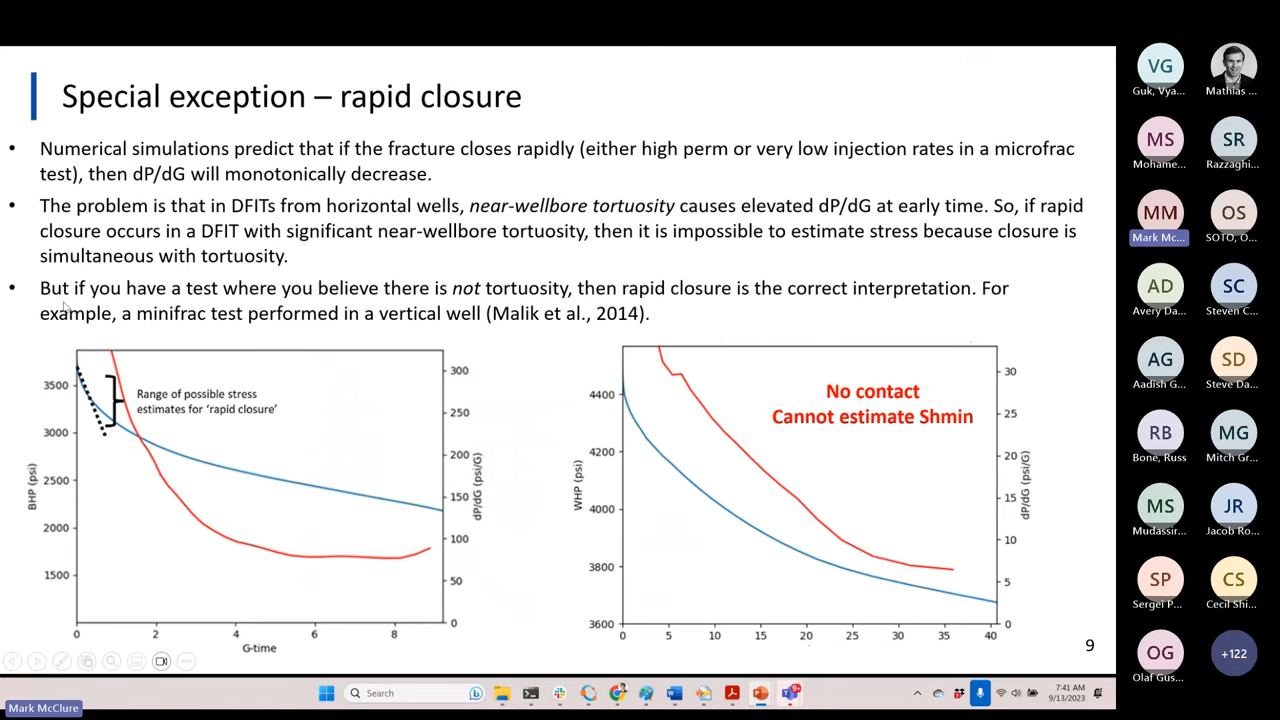 Special exception – rapid closure
• Numerical simulations predict that if the fracture closes rapidly (either high perm or very low injection rates in a microfrac
test), then dP/dG will monotonically decrease.
• The problem is that in DFITs from horizontal wells, near-wellbore tortuosity causes elevated dP/dG at early time. So, if rapid
closure occurs in a DFIT with significant near-wellbore tortuosity, then it is impossible to estimate stress because closure is
simultaneous with tortuosity.
• But if you have a test where you believe there is not tortuosity, then rapid closure is the correct interpretation. For
example, a minifrac test performed in a vertical well (Malik et al., 2014).
3500
3000
2500
2000
1500
BHP (psi)
Range of possible stress
estimates for 'rapid closure'
300
250
200
150
100
50
0
dP/dG (psi/G)
0 2 4 6 8
G-time
4400
4200
4000
3800
3600
WHP (psi)
No contact
Cannot estimate Shmin
30
25
20
15
10
5
0
dP/dG (psi/G)
0 5 10 15 20 25 30 35 40
9
VG
Guk, Vya...
Mathias ...
MS
Mohame...
SR
Razzaghi...
MM
Mark Mc...
OS
SOTO, O...
AD
Avery Da...
SC
Steven C...
AG
Aadish G...
SD
Steve Da...
RB
Bone, Russ
MG
Mitch Gr...
MS
Mudassir...
JR
Jacob Ro...
SP
Sergei P...
CS
Cecil Shi...
OG
Olaf Gus...
+122
Search
7:41 AM
9/13/2023
Mark McClure